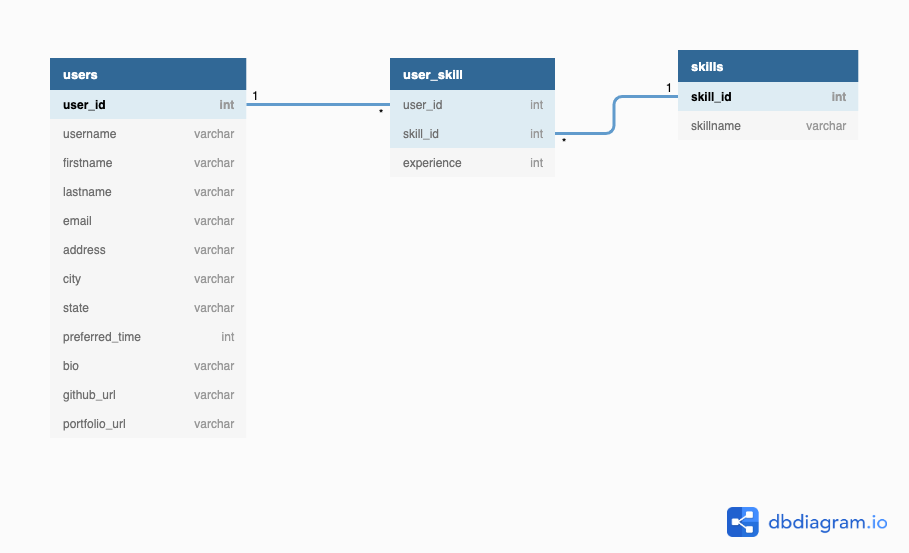 users
user_id int
username varchar
firstname varchar
lastname varchar
email varchar
address varchar
city varchar
state varchar
preferred_time int
bio varchar
github_url varchar
portfolio_url varchar
1
*
user_skill
user_id int
skill_id int
experience int
1
*
skills
skill_id int
skillname varchar
dbdiagram.io